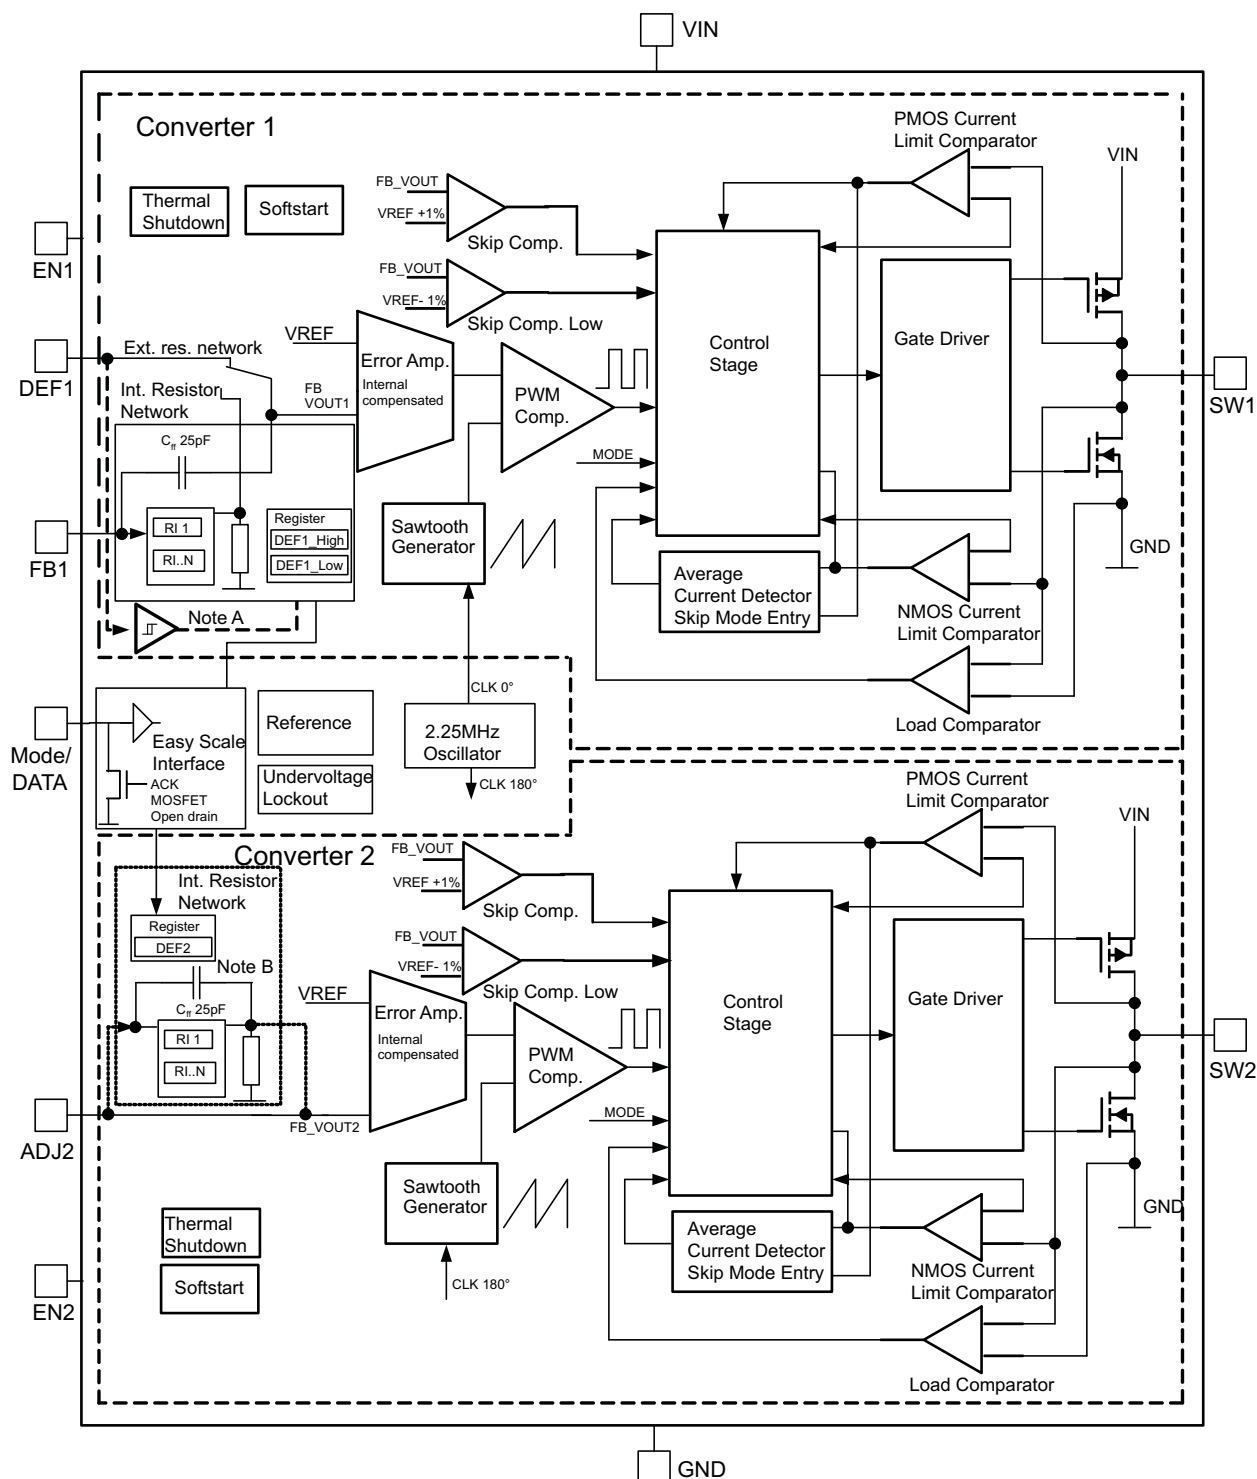 VIN
Converter 1
PMOS Current
Limit Comparator
VIN
Thermal
Shutdown
Softstart
FB_VOUT
VREF +1%
Skip Comp.
EN1
FB_VOUT
VREF- 1%
Skip Comp. Low
Control
Stage
Gate Driver
VREF
Error Amp.
Internal
compensated
DEF1
Ext. res. network
Int. Resistor
Network
FB
VOUT1
PWM
Comp.
SW1
Cff 25pF
MODE
RI 1
RI..N
Register
DEF1_High
DEF1_Low
Sawtooth
Generator
FB1
GND
Average
Current Detector
Skip Mode Entry
NMOS Current
Limit Comparator
Note A
Load Comparator
CLK 0°
Mode/
DATA
Easy Scale
Interface
ACK
MOSFET
Open drain
Reference
2.25MHz
Oscillator
Undervoltage
Lockout
CLK 180°
PMOS Current
Limit Comparator
VIN
Converter 2
FB_VOUT
VREF +1%
Skip Comp.
Int. Resistor
Network
Register
DEF2
Note B
FB_VOUT
VREF- 1%
Skip Comp. Low
Control
Stage
Gate Driver
VREF
Error Amp.
Internal
compensated
Cff 25pF
RI 1
RI..N
PWM
Comp.
SW2
MODE
ADJ2
FB_VOUT2
Sawtooth
Generator
GND
Thermal
Shutdown
Softstart
Average
Current Detector
Skip Mode Entry
NMOS Current
Limit Comparator
EN2
CLK 180°
Load Comparator
GND